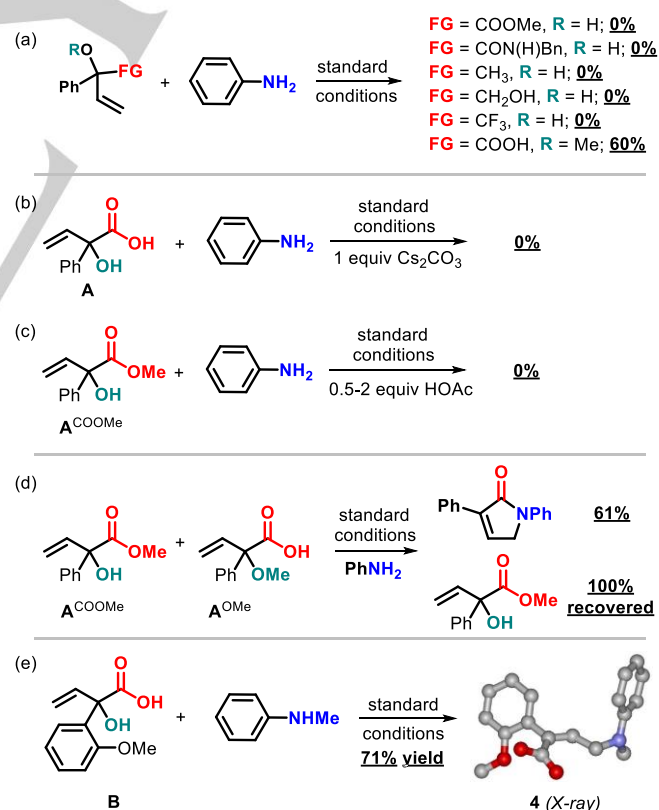 (a)
RO
FG
Ph
+
NH₂
standard
conditions
FG = COOMe, R = H; 0%
FG = CON(H)Bn, R = H; 0%
FG = CH₃, R = H; 0%
FG = CH₂OH, R = H; 0%
FG = CF₃, R = H; 0%
FG = COOH, R = Me; 60%
(b)
O
OH
Ph OH
A
+
NH₂
standard
conditions
1 equiv Cs₂CO₃
0%
(c)
O
OMe
Ph OH
A^COOMe
+
NH₂
standard
conditions
0.5-2 equiv HOAc
0%
(d)
O
OMe
Ph OH
A^COOMe
+
O
OH
Ph OMe
A^OMe
standard
conditions
PhNH₂
O
Ph N Ph
61%
O
OMe
Ph OH
100%
recovered
(e)
O
OH
OH
OMe
B
+
NHMe
standard
conditions
71% yield
4 (X-ray)